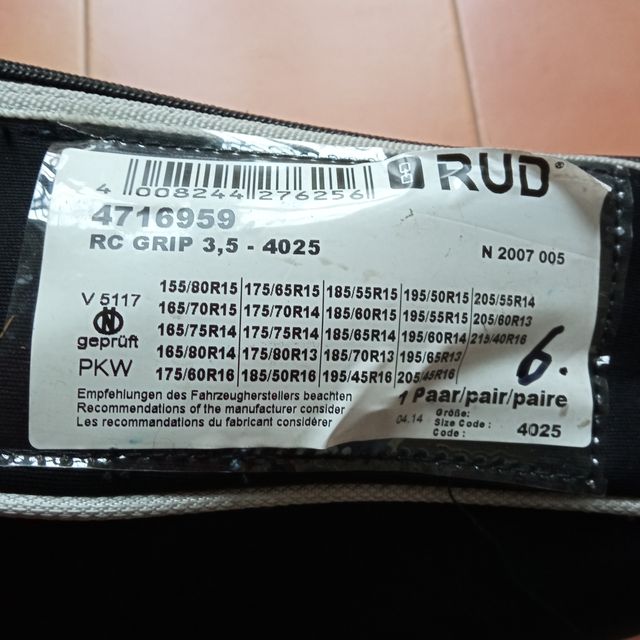 4 008244 276256
RUD®
4716959
RC GRIP 3,5 - 4025
N 2007 005
V 5117
geprüft
PKW
155/80R15 175/65R15 185/55R15 195/50R15 205/55R14
165/70R15 175/70R14 185/60R15 195/55R15 205/60R13
165/75R14 175/75R14 185/65R14 195/60R14 215/40R16
165/80R14 175/80R13 185/70R13 195/65R13
175/60R16 185/50R16 195/45R16 205/45R16
6.
Empfehlungen des Fahrzeugherstellers beachten
Recommendations of the manufacturer consider
Les recommandations du fabricant considérer
1 Paar/pair/paire
04.14
Größe:
Size Code:
Code: 4025